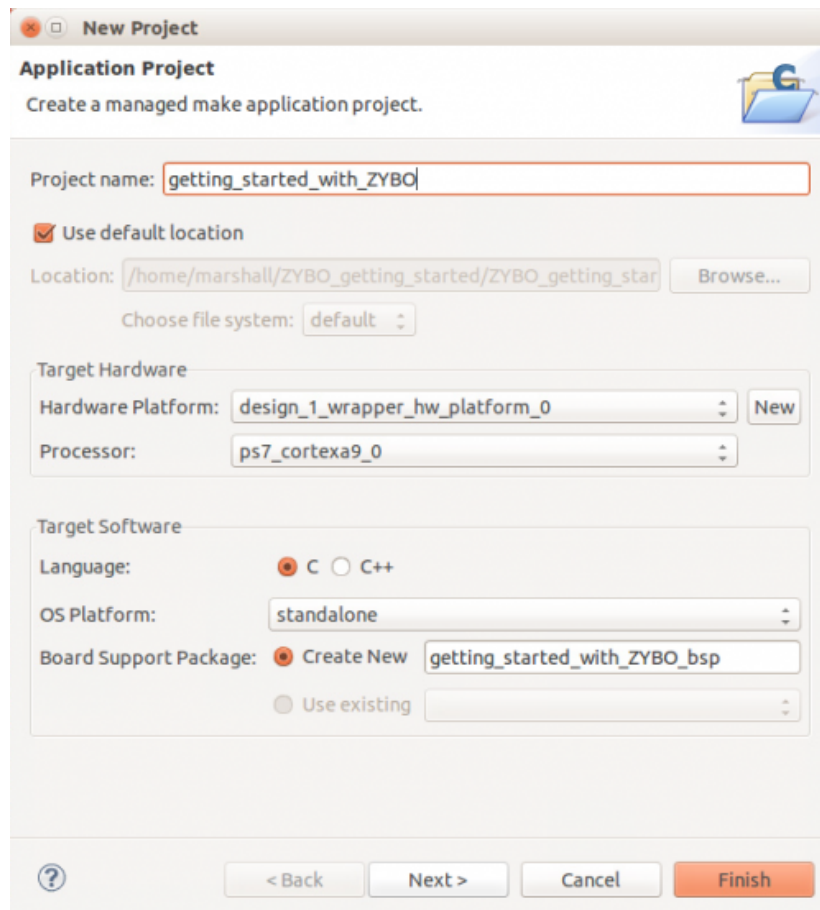 New Project
Application Project
Create a managed make application project.
Project name: getting_started_with_ZYBO
Use default location
Location: /home/marshall/ZYBO_getting_started/ZYBO_getting_star Browse...
Choose file system: default
Target Hardware
Hardware Platform: design_1_wrapper_hw_platform_0 New
Processor: ps7_cortexa9_0
Target Software
Language: C C++
OS Platform: standalone
Board Support Package: Create New getting_started_with_ZYBO_bsp
Use existing
? < Back Next > Cancel Finish